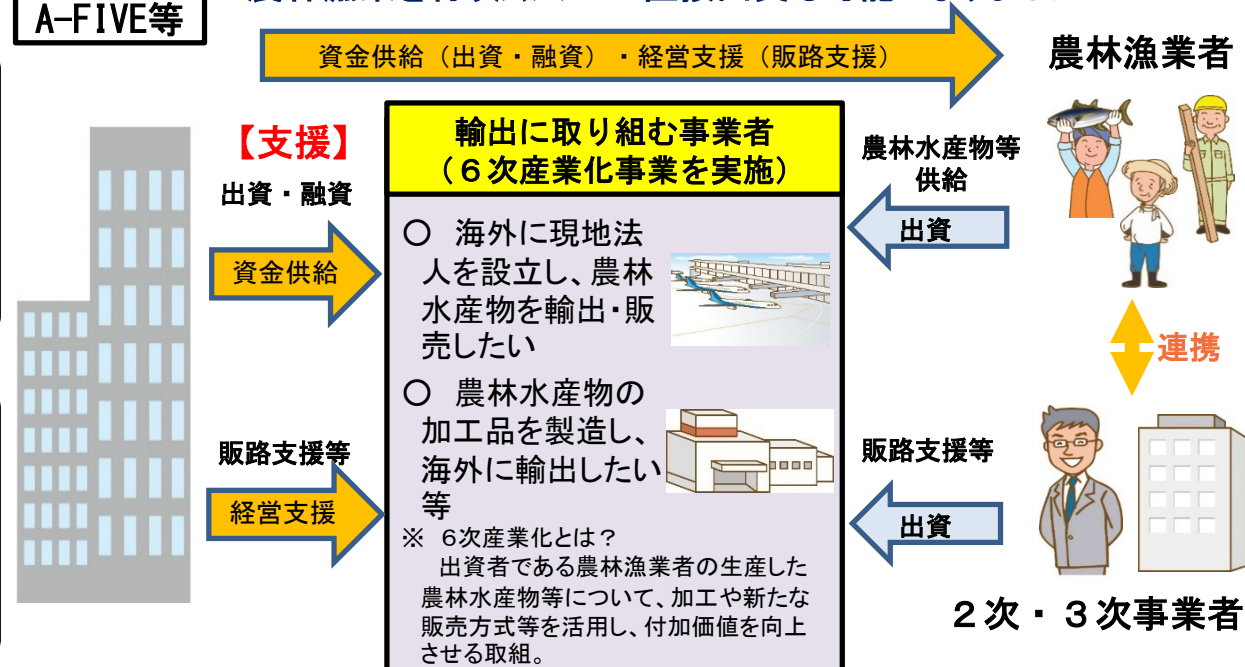 A-FIVE等
資金供給（出資・融資）・経営支援（販路支援）
農林漁業者
【支援】
出資・融資
資金供給
販路支援等
経営支援
輸出に取り組む事業者
（６次産業化事業を実施）
○　海外に現地法
人を設立し、農林
水産物を輸出・販
売したい
○　農林水産物の
加工品を製造し、
海外に輸出したい
等
※　６次産業化とは？
出資者である農林漁業者の生産した
農林水産物等について、加工や新たな
販売方式等を活用し、付加価値を向上
させる取組。
農林水産物等
供給
出資
連携
販路支援等
出資
２次・３次事業者